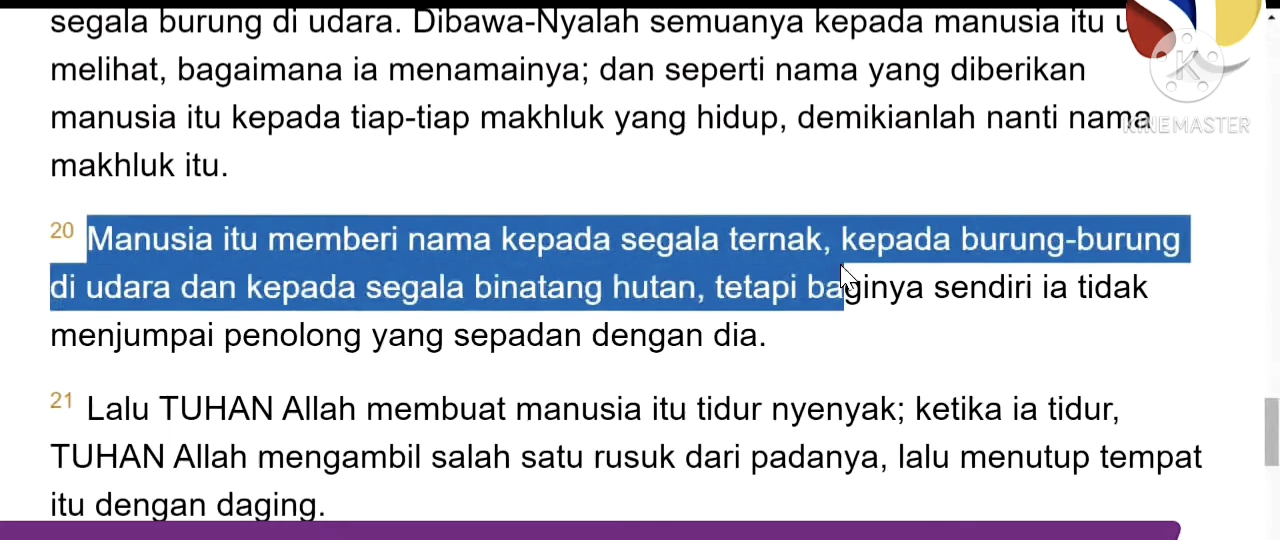 segala burung di udara. Dibawa-Nyalah semuanya kepada manusia itu
melihat, bagaimana ia menamainya; dan seperti nama yang diberikan
manusia itu kepada tiap-tiap makhluk yang hidup, demikianlah nanti nama
KINEMASTER
makhluk itu.
20 Manusia itu memberi nama kepada segala ternak, kepada burung-burung
di udara dan kepada segala binatang hutan, tetapi baginya sendiri ia tidak
menjumpai penolong yang sepadan dengan dia.
21 Lalu TUHAN Allah membuat manusia itu tidur nyenyak; ketika ia tidur,
TUHAN Allah mengambil salah satu rusuk dari padanya, lalu menutup tempat
itu dengan daging.